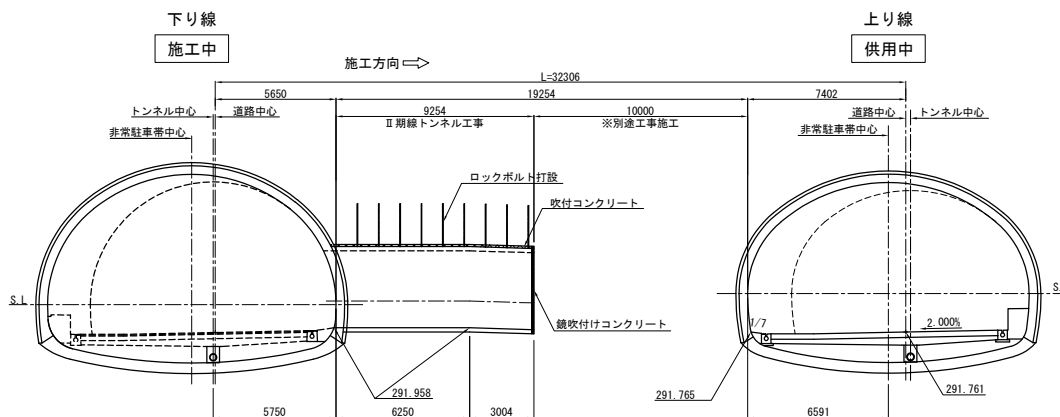 下り線
上り線
施工中
供用中
施工方向
L=32306
5650
19254
7402
9254
10000
トンネル中心
道路中心
Ⅱ期線トンネル工事
※別途工事施工
道路中心
トンネル中心
非常駐車帯中心
非常駐車帯中心
ロックボルト打設
吹付コンクリート
S.L
S.
鏡吹付けコンクリート
1/7
2.000%
291.958
291.765
291.761
5750
6250
3004
6591